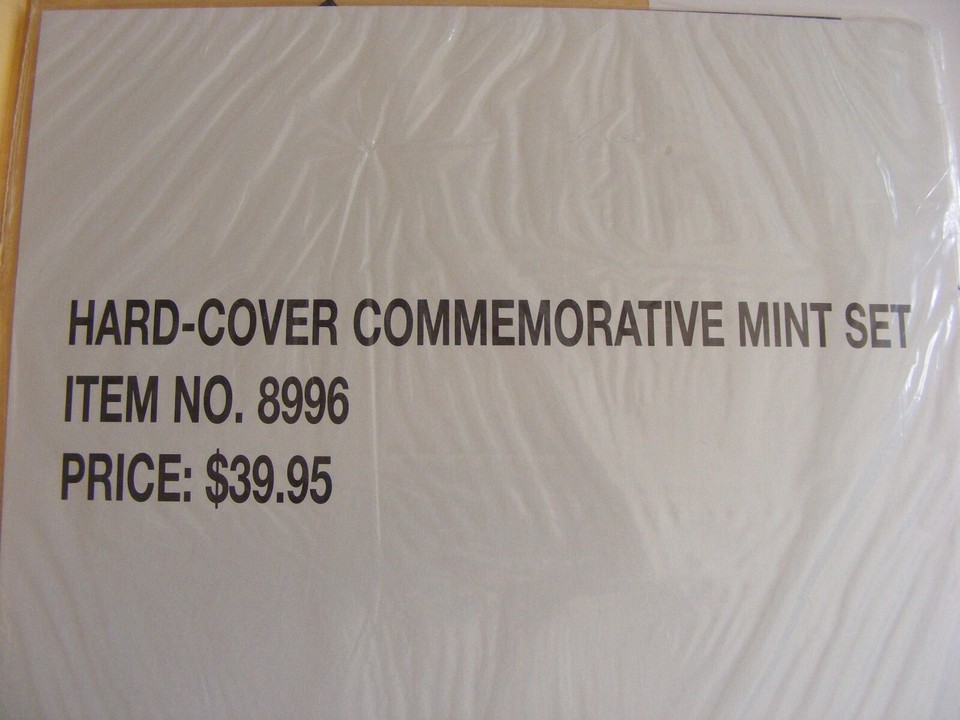 HARD-COVER COMMEMORATIVE MINT SET
ITEM NO. 8996
PRICE: $39.95